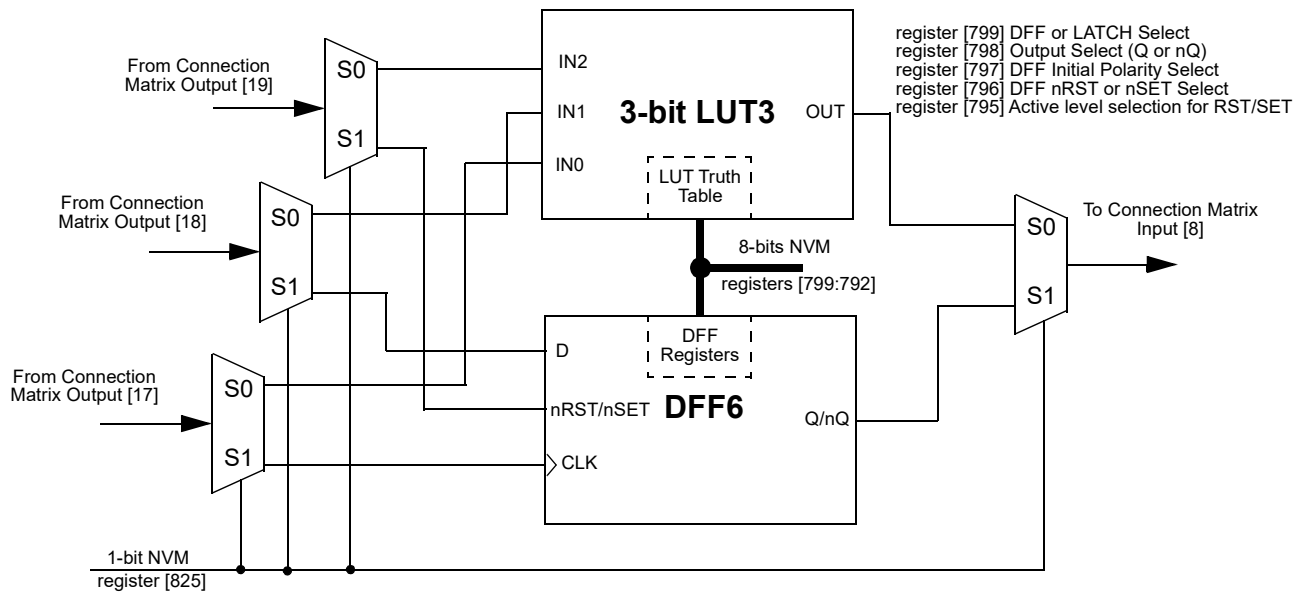 register [799] DFF or LATCH Select
register [798] Output Select (Q or nQ)
register [797] DFF Initial Polarity Select
register [796] DFF nRST or nSET Select
register [795] Active level selection for RST/SET
From Connection
Matrix Output [19]
S0
S1
IN2
IN1
IN0
3-bit LUT3
OUT
LUT Truth
Table
From Connection
Matrix Output [18]
S0
S1
8-bits NVM
registers [799:792]
S0
S1
To Connection Matrix
Input [8]
From Connection
Matrix Output [17]
S0
S1
D
nRST/nSET
CLK
DFF
Registers
DFF6
Q/nQ
1-bit NVM
register [825]